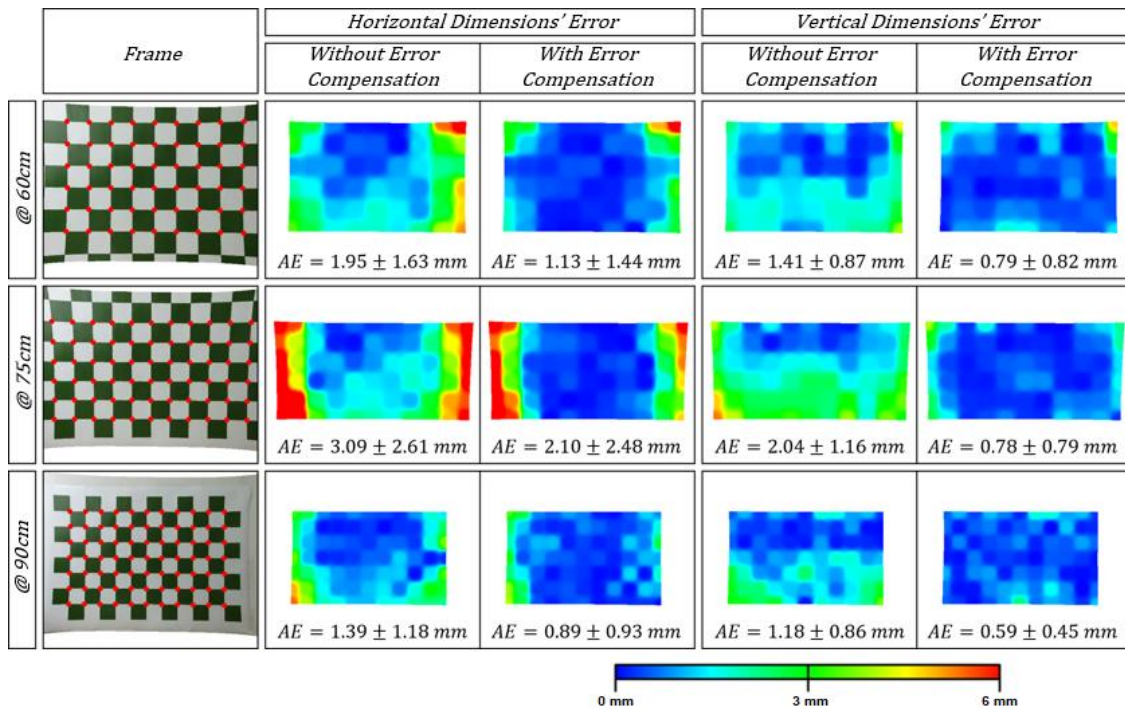 Frame
Horizontal Dimensions' Error
Vertical Dimensions' Error
Without Error
Compensation
With Error
Compensation
Without Error
Compensation
With Error
Compensation
@ 60cm
AE = 1.95 ± 1.63 mm
AE = 1.13 ± 1.44 mm
AE = 1.41 ± 0.87 mm
AE = 0.79 ± 0.82 mm
@ 75cm
AE = 3.09 ± 2.61 mm
AE = 2.10 ± 2.48 mm
AE = 2.04 ± 1.16 mm
AE = 0.78 ± 0.79 mm
@ 90cm
AE = 1.39 ± 1.18 mm
AE = 0.89 ± 0.93 mm
AE = 1.18 ± 0.86 mm
AE = 0.59 ± 0.45 mm
0 mm
3 mm
6 mm